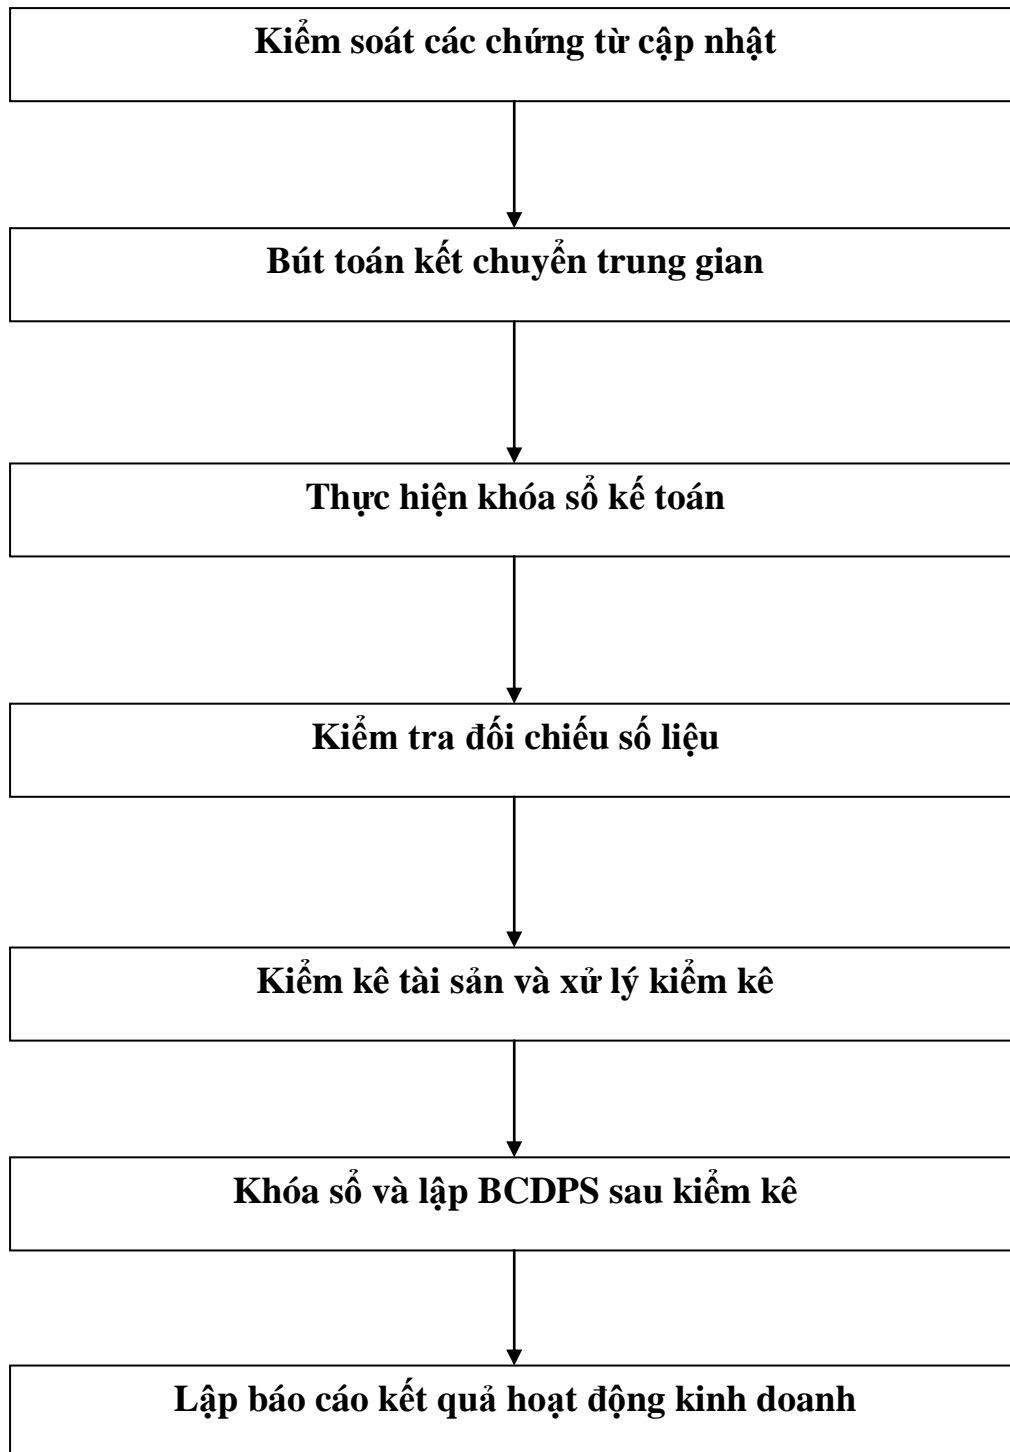 Kiểm soát các chứng từ cập nhật
Bút toán kết chuyển trung gian
Thực hiện khóa sổ kế toán
Kiểm tra đối chiếu số liệu
Kiểm kê tài sản và xử lý kiểm kê
Khóa sổ và lập BCDPS sau kiểm kê
Lập báo cáo kết quả hoạt động kinh doanh